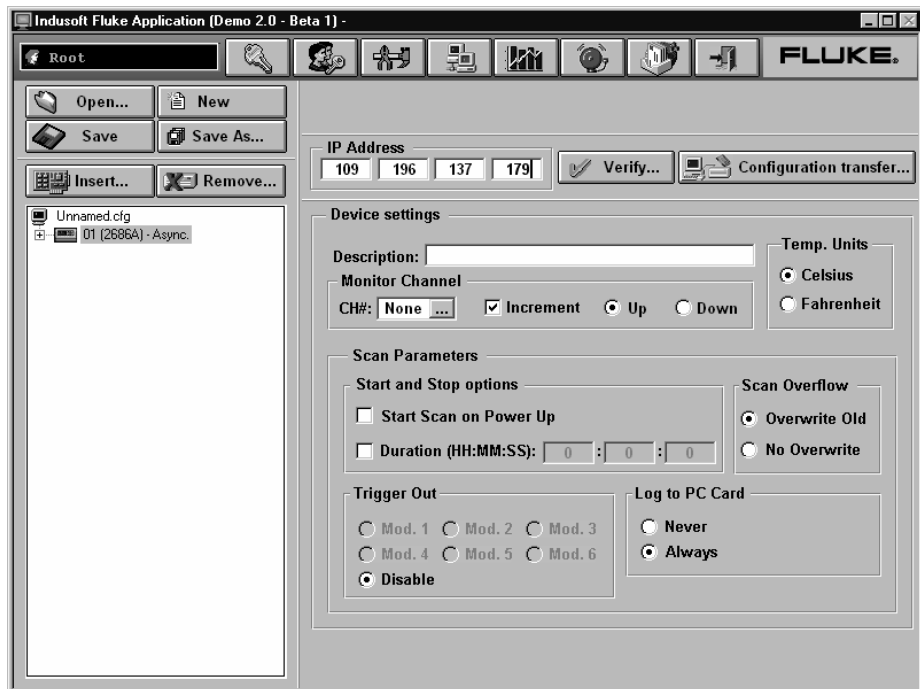 Indusoft Fluke Application (Demo 2.0 - Beta 1) -
Root
FLUKE®
Open... New
Save Save As...
Insert... Remove...
Unnamed.cfg
01 (2686A) - Async.
IP Address
109 196 137 179
Verify... Configuration transfer...
Device settings
Description:
Temp. Units
Celsius
Fahrenheit
Monitor Channel
CH#: None ... Increment Up Down
Scan Parameters
Start and Stop options
Start Scan on Power Up
Duration (HH:MM:SS): 0 : 0 : 0
Scan Overflow
Overwrite Old
No Overwrite
Trigger Out
Mod. 1 Mod. 2 Mod. 3
Mod. 4 Mod. 5 Mod. 6
Disable
Log to PC Card
Never
Always